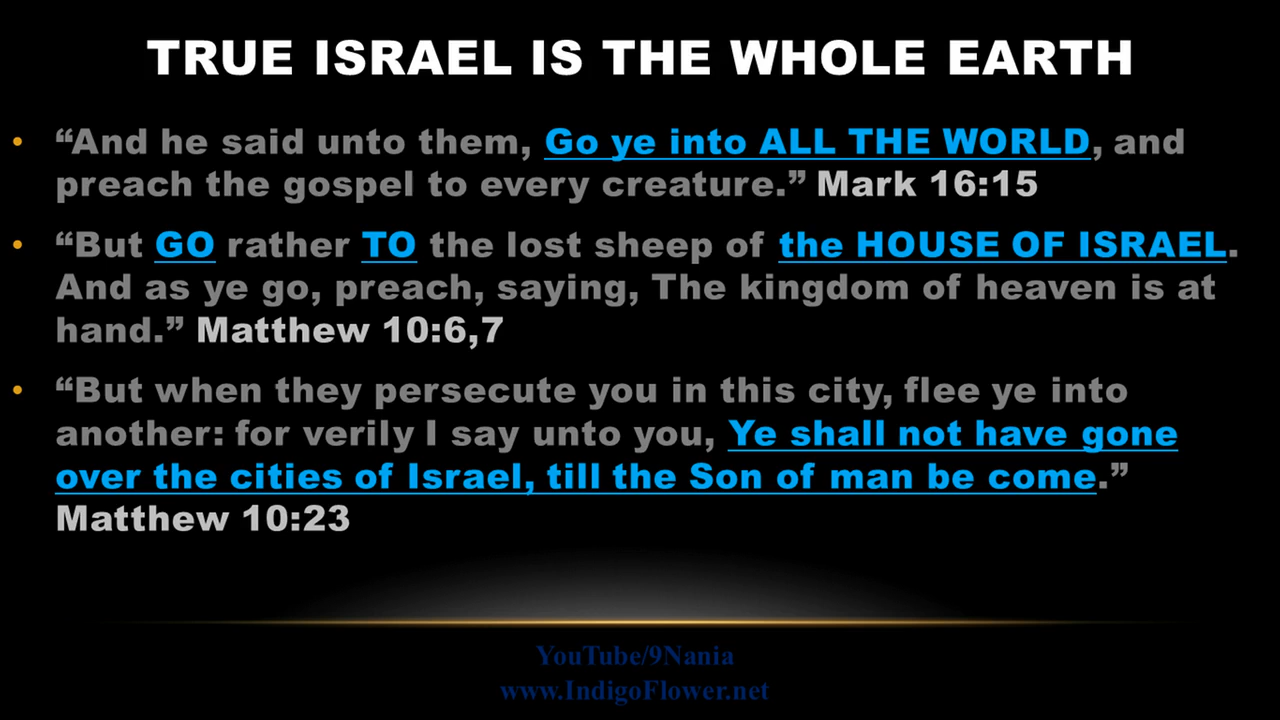 TRUE ISRAEL IS THE WHOLE EARTH
• “And he said unto them, Go ye into ALL THE WORLD, and
preach the gospel to every creature.” Mark 16:15
• “But GO rather TO the lost sheep of the HOUSE OF ISRAEL.
And as ye go, preach, saying, The kingdom of heaven is at
hand.” Matthew 10:6,7
• “But when they persecute you in this city, flee ye into
another: for verily I say unto you, Ye shall not have gone
over the cities of Israel, till the Son of man be come.”
Matthew 10:23
YouTube/9Nania
www.IndigoFlower.net